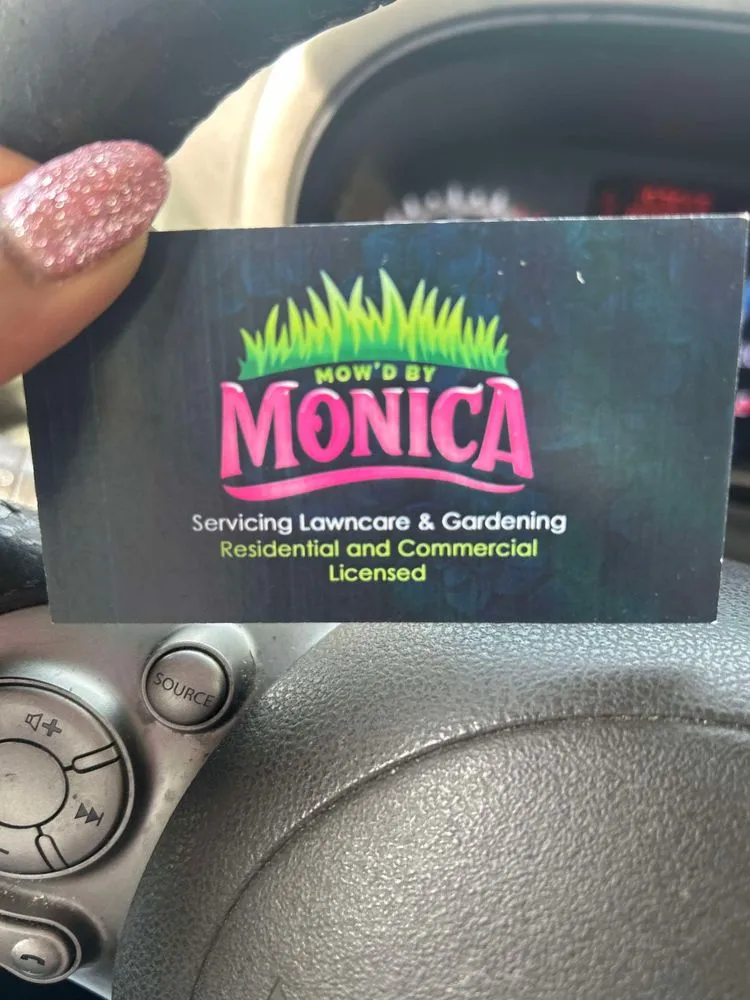 MOW'D BY
MONICA
Servicing Lawncare & Gardening
Residential and Commercial
Licensed
SOURCE